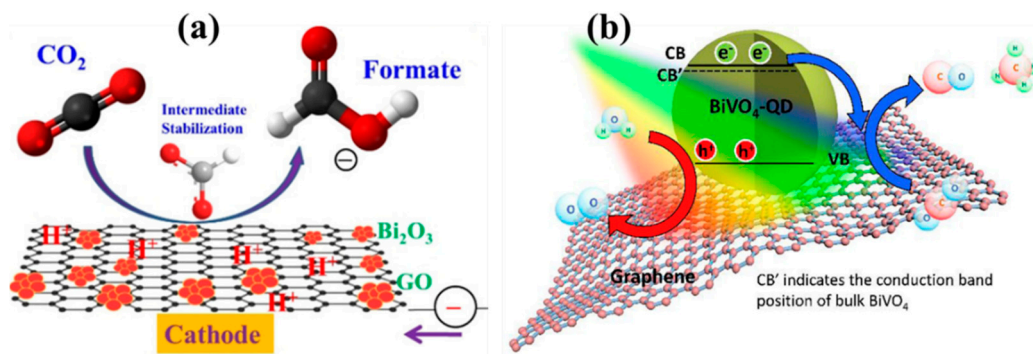 (a)
CO₂
Formate
Intermediate
Stabilization
⊖
H⁺
H⁺
H⁺
H⁺
H⁺
Bi₂O₃
GO
−
Cathode
(b)
CB
e⁻ e⁻
CB'
BiVO₄-QD
h⁺ h⁺
VB
H O H
O O
C O
H C H H H
O C O
Graphene
CB′ indicates the conduction band
position of bulk BiVO₄